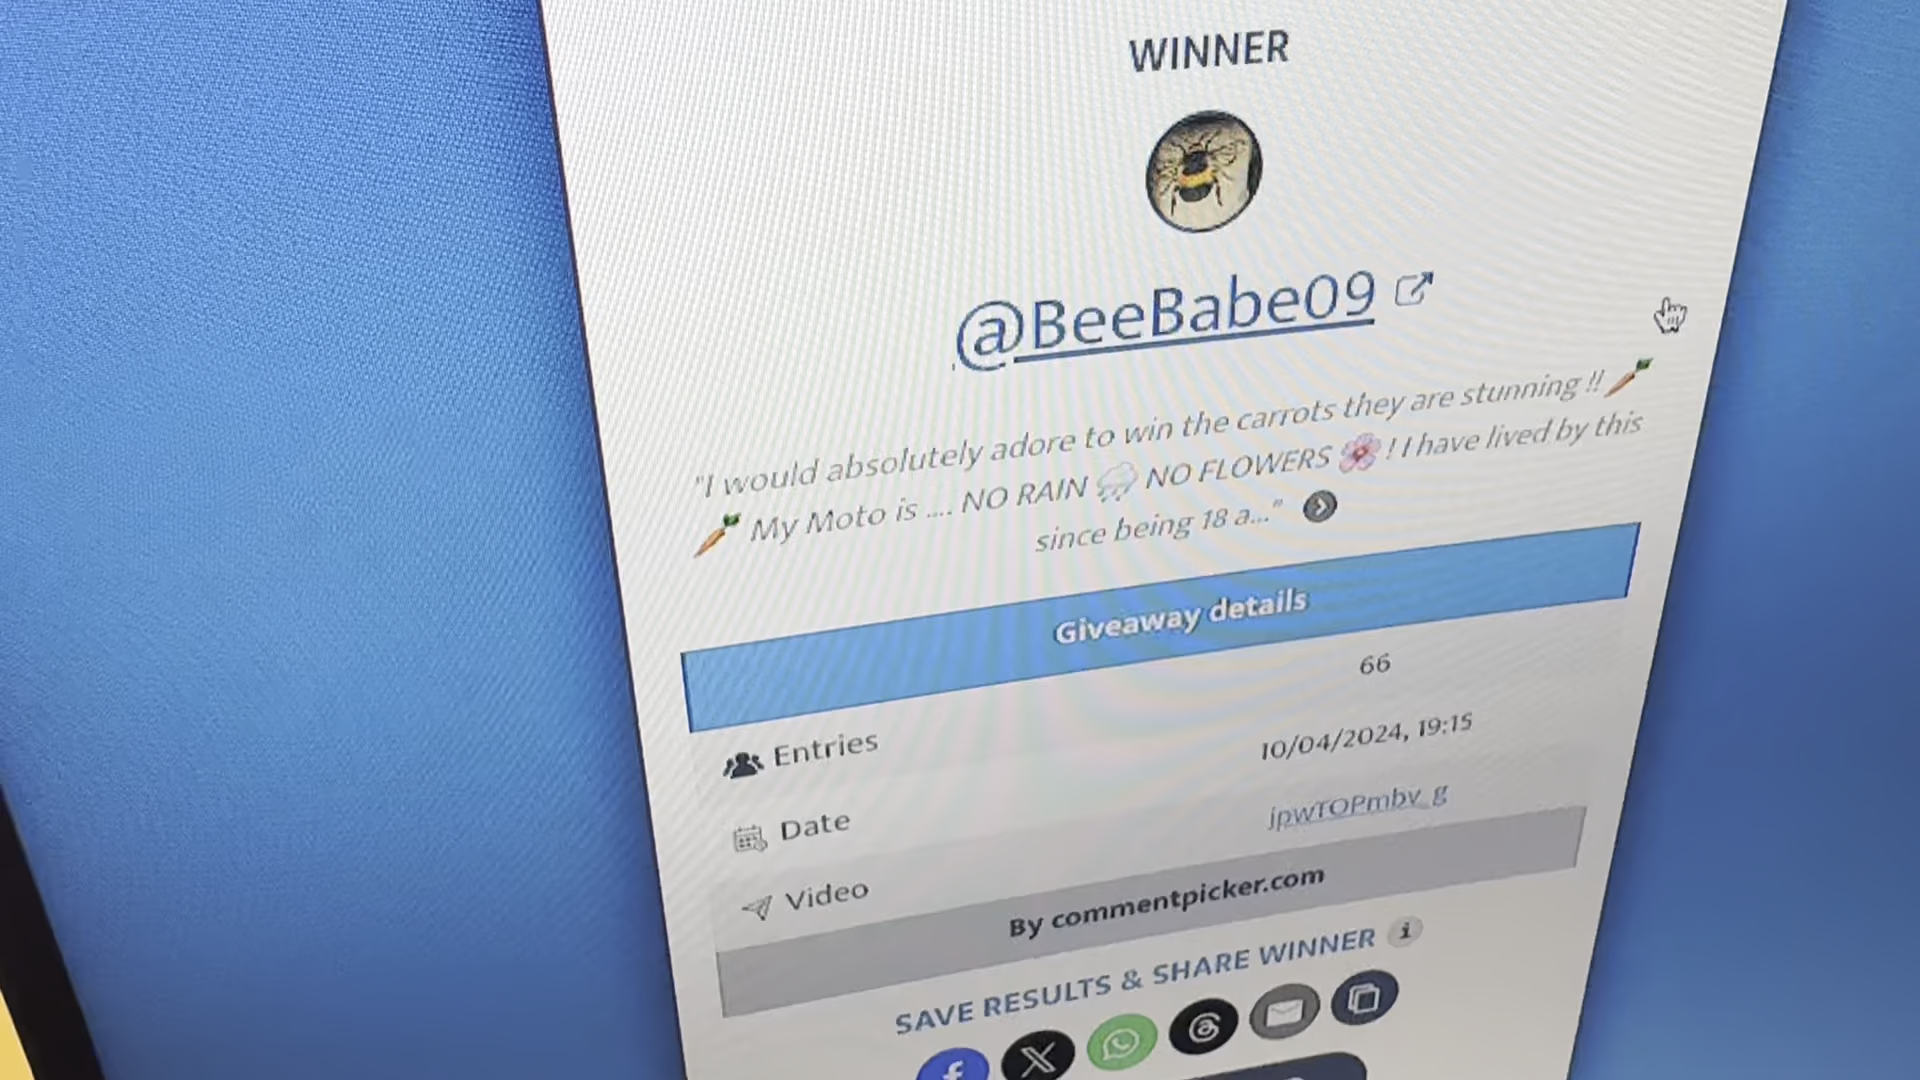 WINNER
@BeeBabe09
"I would absolutely adore to win the carrots they are stunning !! 🥕
🥕 My Moto is .... NO RAIN 🌧️ NO FLOWERS 🌸 ! I have lived by this
since being 18 a..."
Giveaway details
Entries 66
Date 10/04/2024, 19:15
Video jpwTOPmbv_g
By commentpicker.com
SAVE RESULTS & SHARE WINNER i